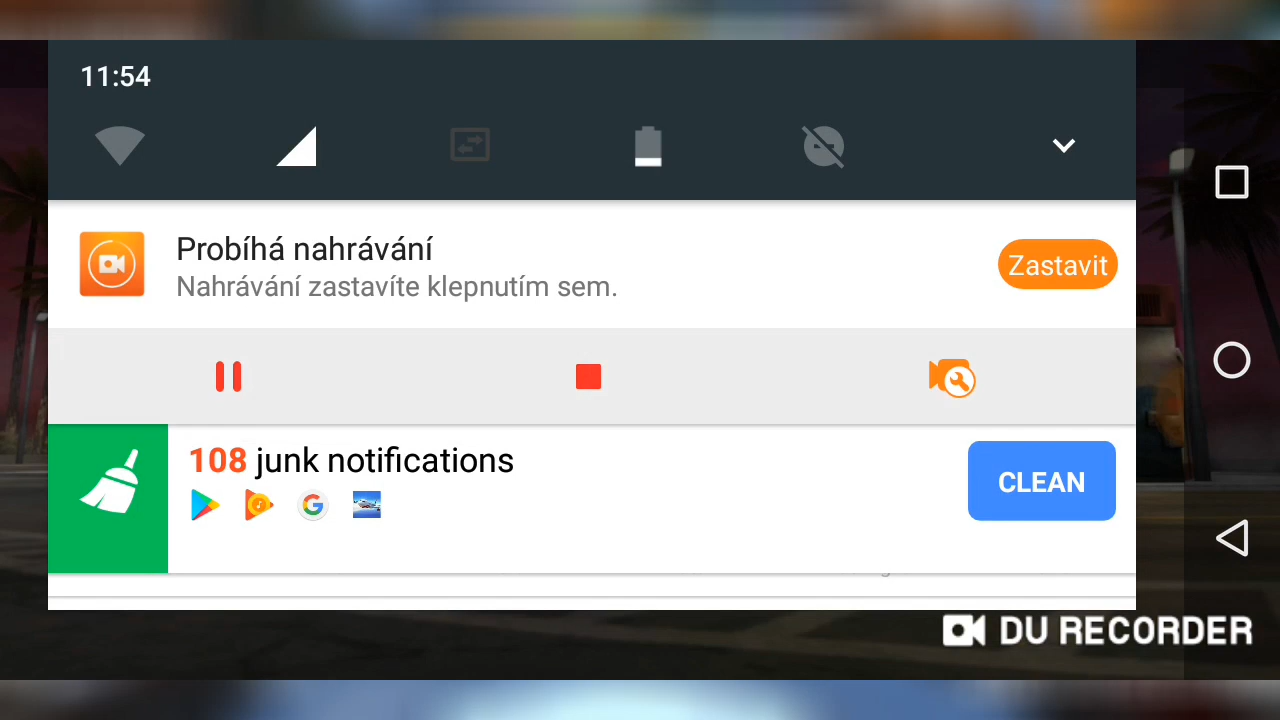 11:54
Probíhá nahrávání
Nahrávání zastavíte klepnutím sem.
Zastavit
108 junk notifications
CLEAN
DU RECORDER